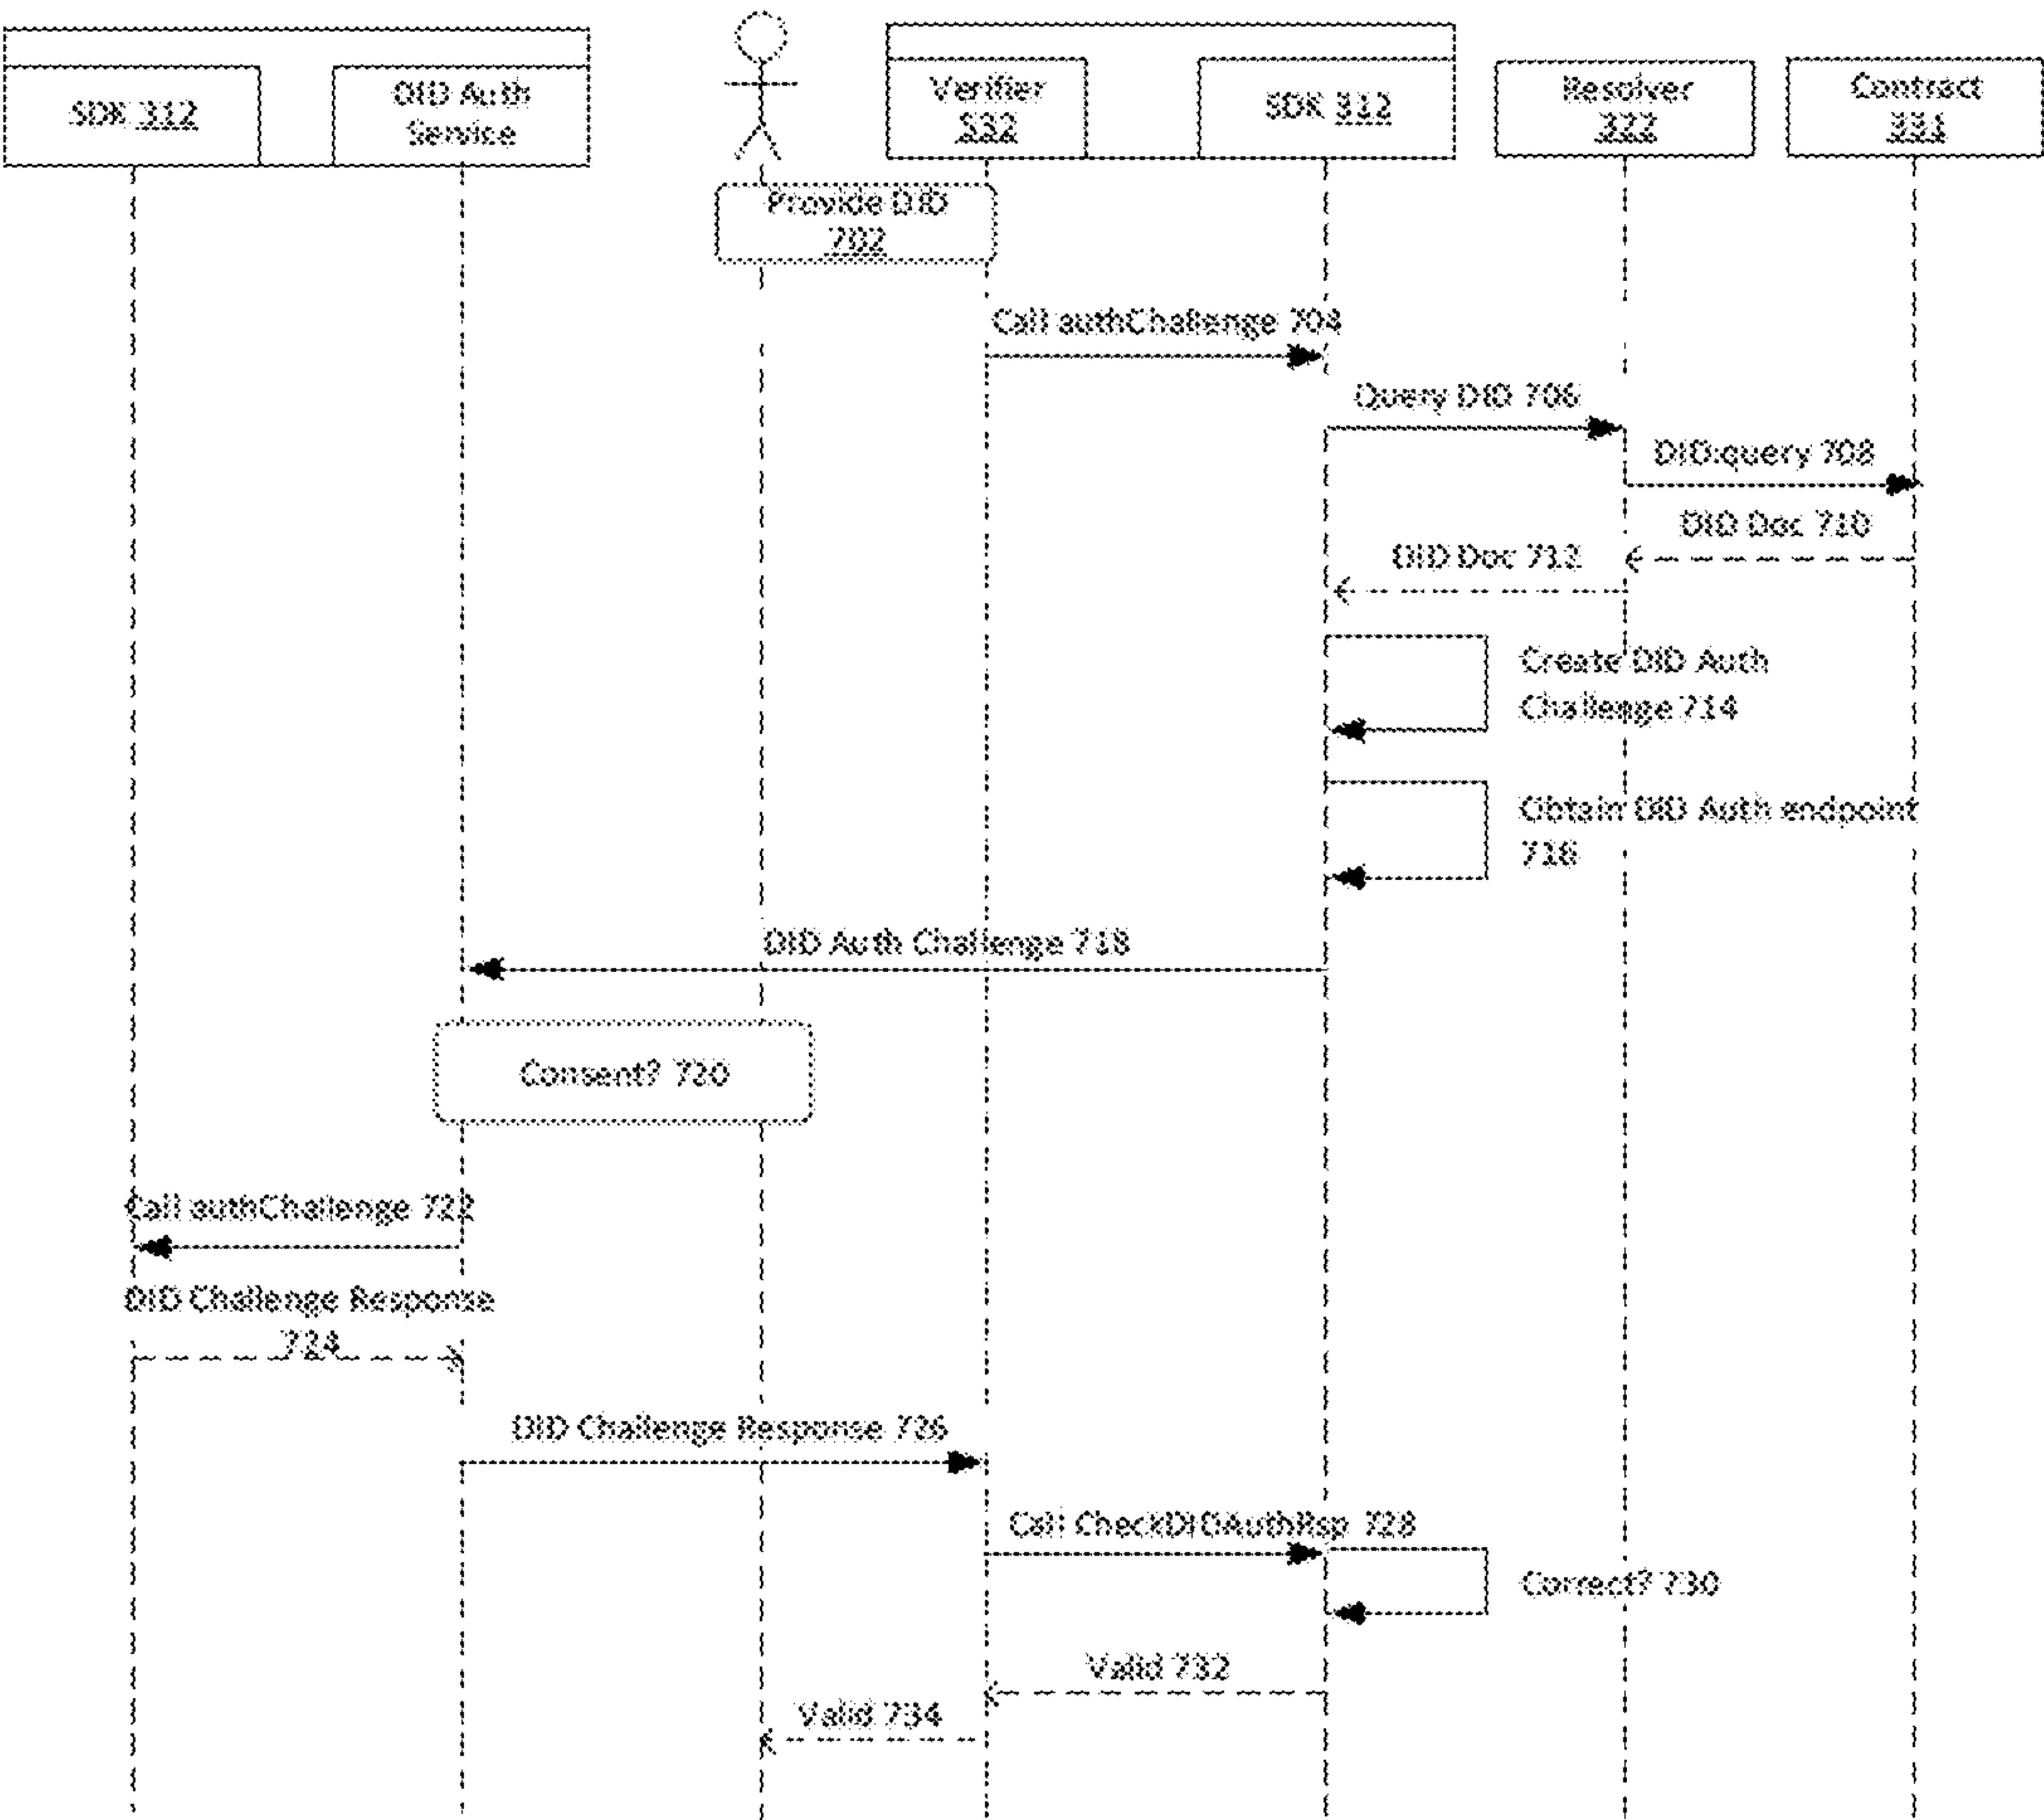 SDK 312
DID Auth
Service
Verifier
532
SDK 312
Resolver
322
Contract
331
Provide DID
702
Call authChallenge 704
Query DID 706
DID:query 708
DID Doc 710
DID Doc 712
Create DID Auth
Challenge 714
Obtain DID Auth endpoint
716
DID Auth Challenge 718
Consent? 720
Call authChallenge 722
DID Challenge Response
724
DID Challenge Response 726
Call CheckDIDAuthRsp 728
Correct? 730
Valid 732
Valid 734